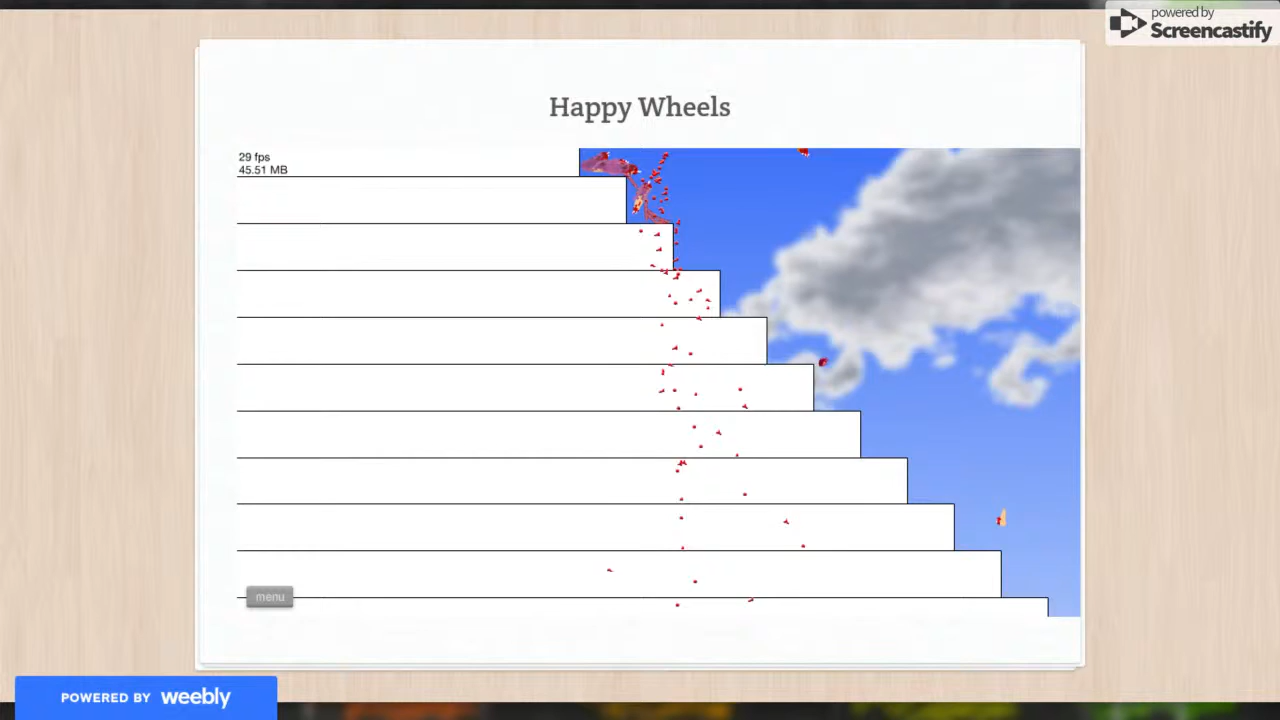 powered by
Screencastify
Happy Wheels
29 fps
45.51 MB
menu
POWERED BY weebly